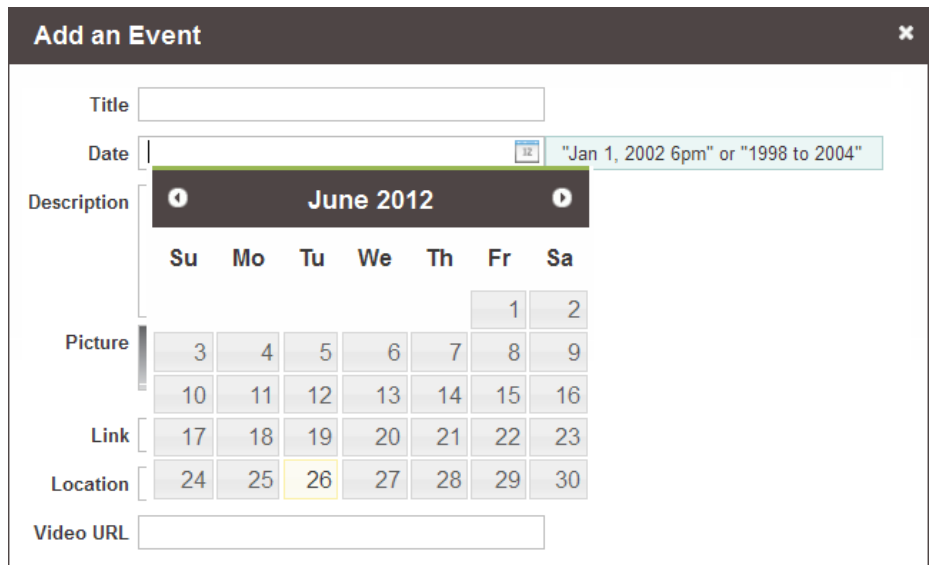 Add an Event
Title
Date 12 "Jan 1, 2002 6pm" or "1998 to 2004"
Description
June 2012
Su Mo Tu We Th Fr Sa
1 2
Picture
3 4 5 6 7 8 9
10 11 12 13 14 15 16
Link
17 18 19 20 21 22 23
Location
24 25 26 27 28 29 30
Video URL